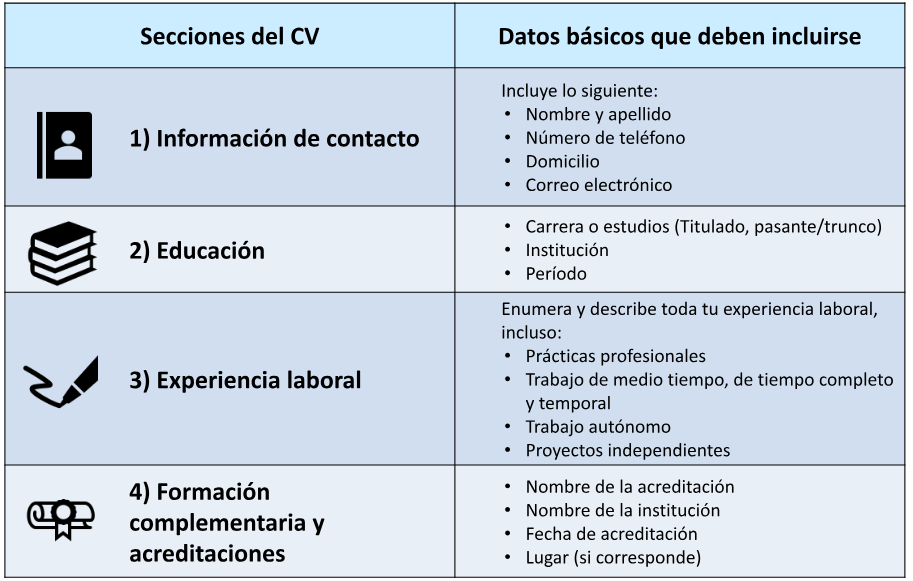 Secciones del CV
Datos básicos que deben incluirse
1) Información de contacto
Incluye lo siguiente:
• Nombre y apellido
• Número de teléfono
• Domicilio
• Correo electrónico
2) Educación
• Carrera o estudios (Titulado, pasante/trunco)
• Institución
• Período
3) Experiencia laboral
Enumera y describe toda tu experiencia laboral,
incluso:
• Prácticas profesionales
• Trabajo de medio tiempo, de tiempo completo
y temporal
• Trabajo autónomo
• Proyectos independientes
4) Formación
complementaria y
acreditaciones
• Nombre de la acreditación
• Nombre de la institución
• Fecha de acreditación
• Lugar (si corresponde)